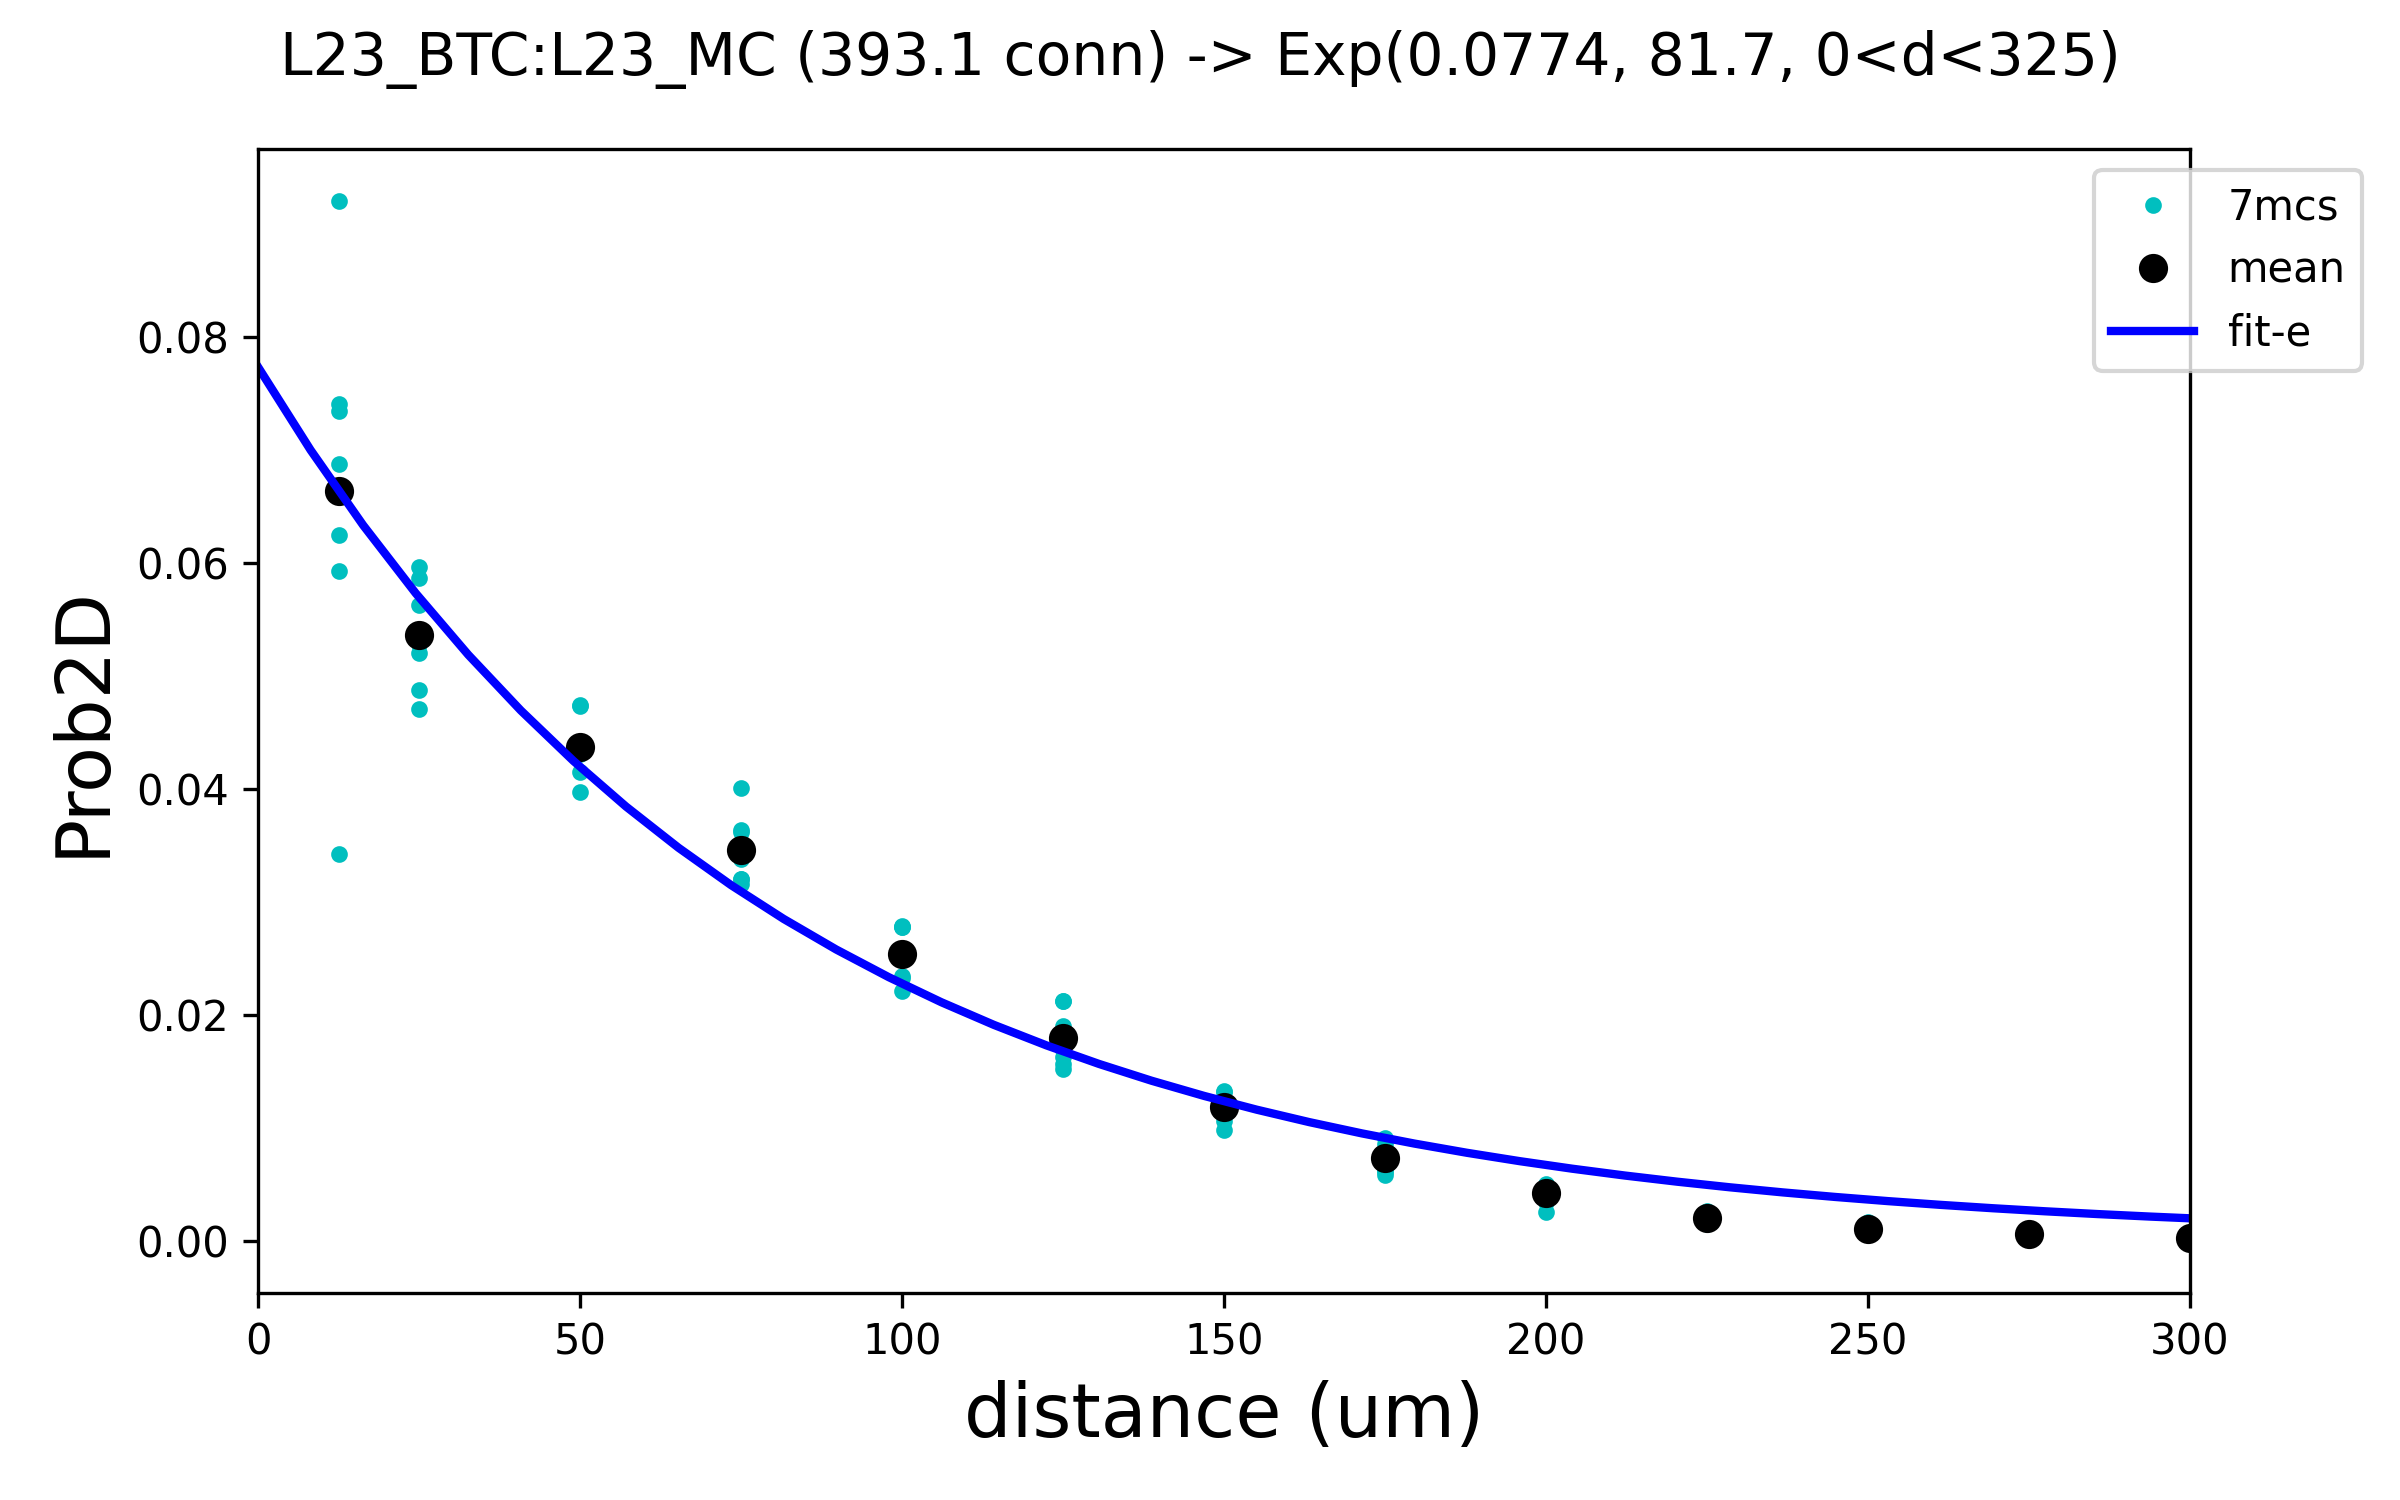 L23_BTC:L23_MC (393.1 conn) -> Exp(0.0774, 81.7, 0<d<325)
7mcs
mean
fit-e
Prob2D
0.08
0.06
0.04
0.02
0.00
0 50 100 150 200 250 300
distance (um)